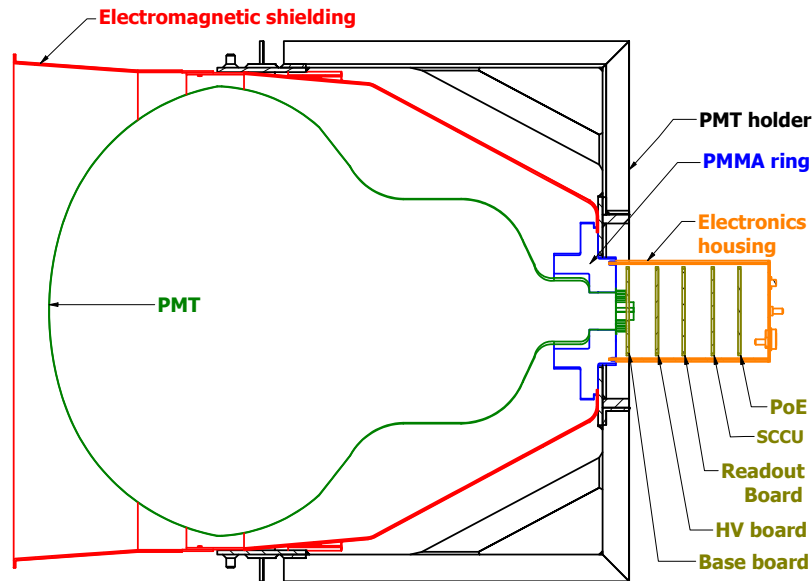 Electromagnetic shielding
PMT holder
PMMA ring
Electronics
housing
PMT
PoE
SCCU
Readout
Board
HV board
Base board